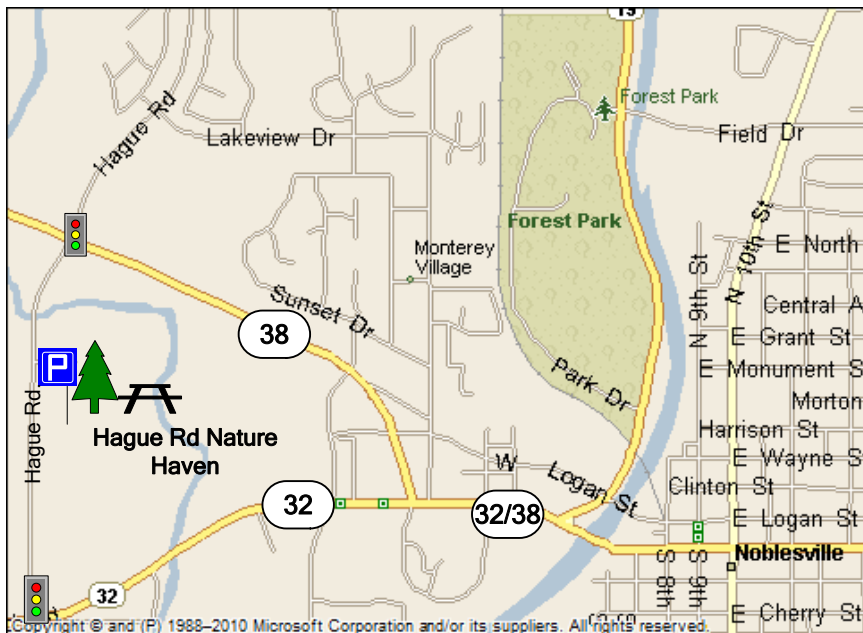 19
Forest Park
Hague Rd
Lakeview Dr
Field Dr
Forest Park
N 10th St
E North
Monterey
Village
N 9th St
Sunset Dr
Central A
38
E Grant St
P
Park Dr
E Monument S
Morton
Hague Rd
Hague Rd Nature
Haven
Harrison St
W Logan St
E Wayne S
Clinton St
32
32/38
E Logan St
S 8th
S 9th
Noblesville
32
E Cherry St
Copyright © and (P) 1988–2010 Microsoft Corporation and/or its suppliers. All rights reserved.